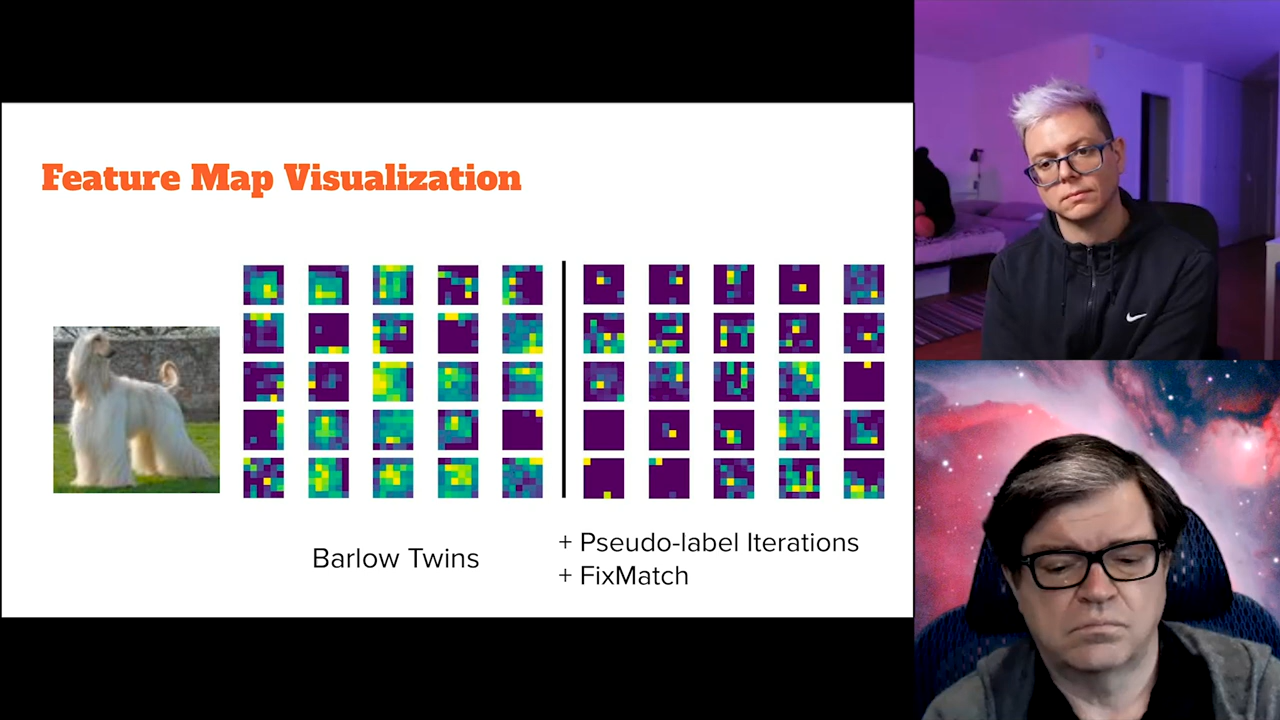 Feature Map Visualization
Barlow Twins
+ Pseudo-label Iterations
+ FixMatch